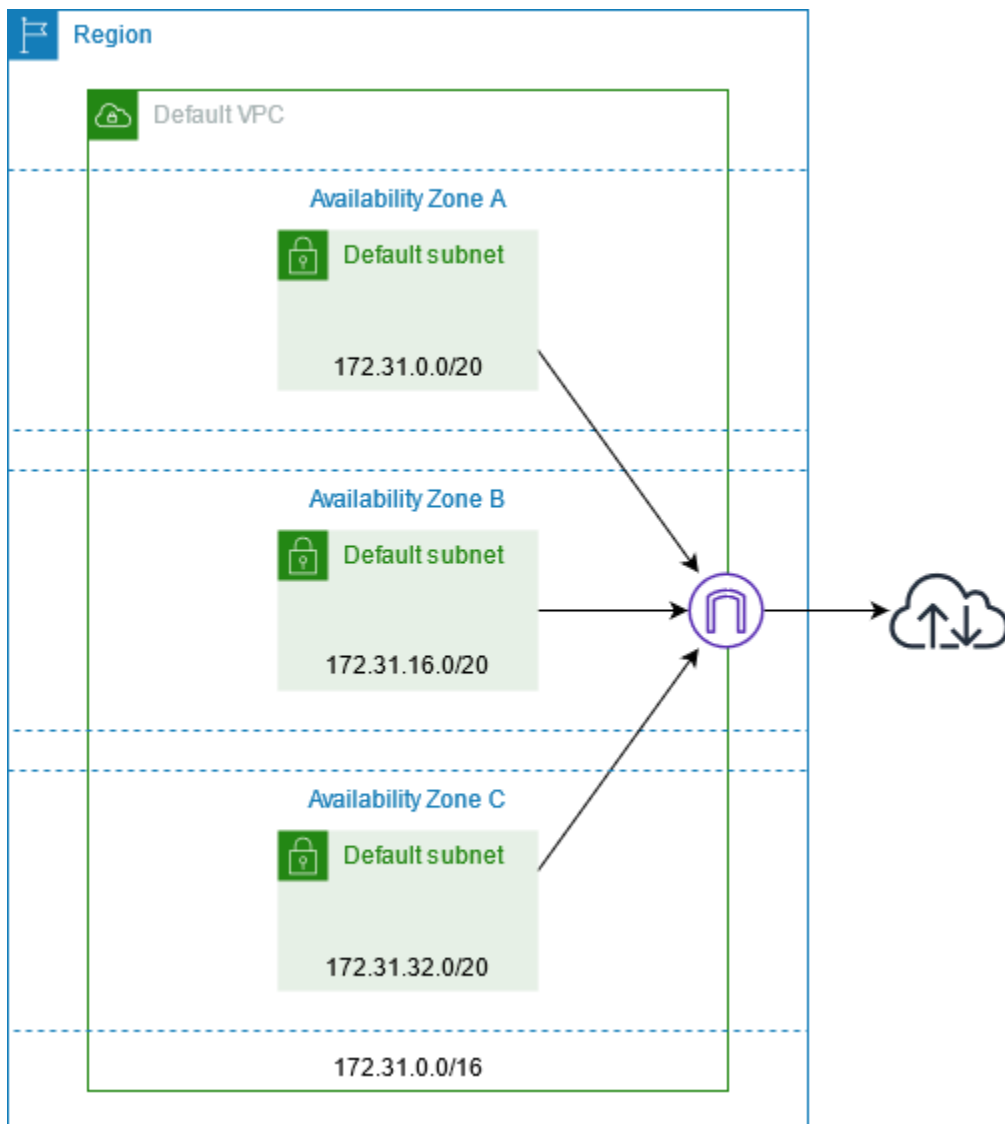 Region
Default VPC
Availability Zone A
Default subnet
172.31.0.0/20
Availability Zone B
Default subnet
172.31.16.0/20
Availability Zone C
Default subnet
172.31.32.0/20
172.31.0.0/16